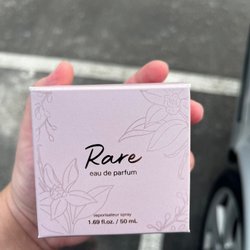 Rare
eau de parfum
vaporisateur spray
1.69 fl.oz. / 50 mL